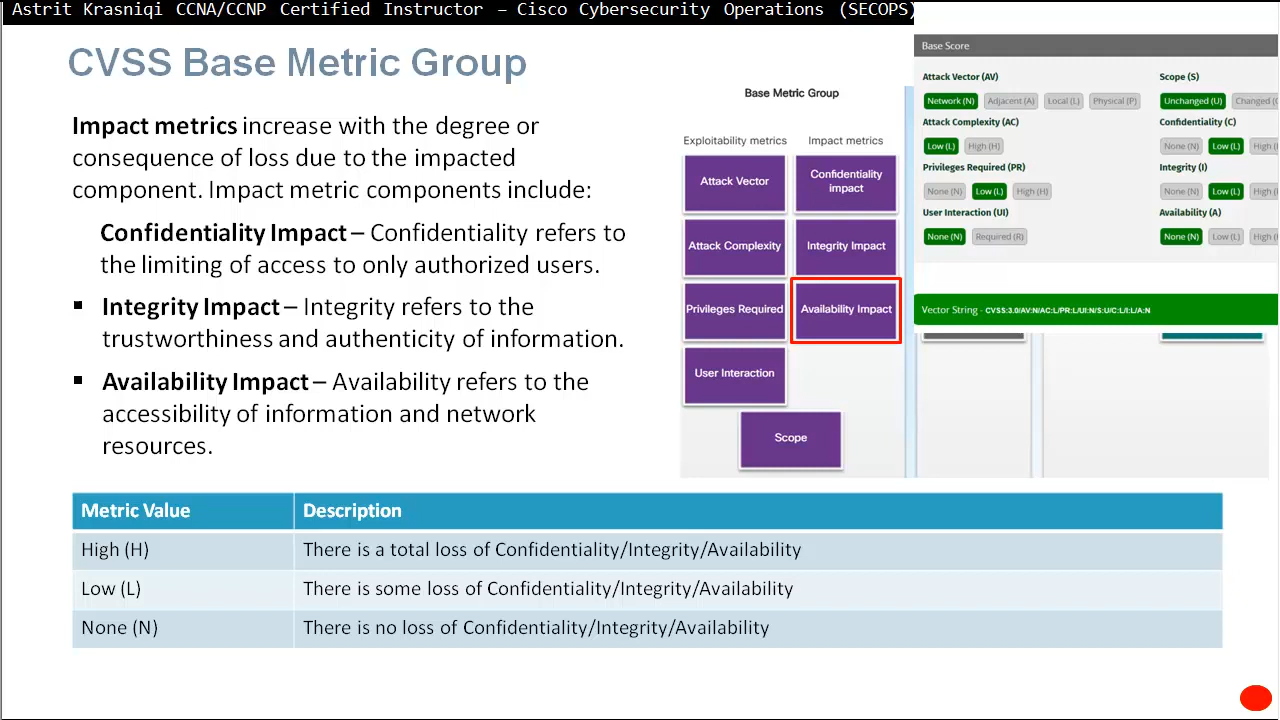 Astrit Krasniqi CCNA/CCNP Certified Instructor – Cisco Cybersecurity Operations (SECOPS)
CVSS Base Metric Group
Impact metrics increase with the degree or
consequence of loss due to the impacted
component. Impact metric components include:
Confidentiality Impact – Confidentiality refers to
the limiting of access to only authorized users.
▪ Integrity Impact – Integrity refers to the
trustworthiness and authenticity of information.
▪ Availability Impact – Availability refers to the
accessibility of information and network
resources.
Base Metric Group
Exploitability metrics Impact metrics
Attack Vector
Confidentiality
impact
Attack Complexity
Integrity Impact
Privileges Required
Availability Impact
User Interaction
Scope
Base Score
Attack Vector (AV)
Network (N) Adjacent (A) Local (L) Physical (P)
Attack Complexity (AC)
Low (L) High (H)
Privileges Required (PR)
None (N) Low (L) High (H)
User Interaction (UI)
None (N) Required (R)
Scope (S)
Unchanged (U) Changed (
Confidentiality (C)
None (N) Low (L) High (
Integrity (I)
None (N) Low (L) High (
Availability (A)
None (N) Low (L) High (
Vector String - CVSS:3.0/AV:N/AC:L/PR:L/UI:N/S:U/C:L/I:L/A:N
Metric Value Description
High (H) There is a total loss of Confidentiality/Integrity/Availability
Low (L) There is some loss of Confidentiality/Integrity/Availability
None (N) There is no loss of Confidentiality/Integrity/Availability